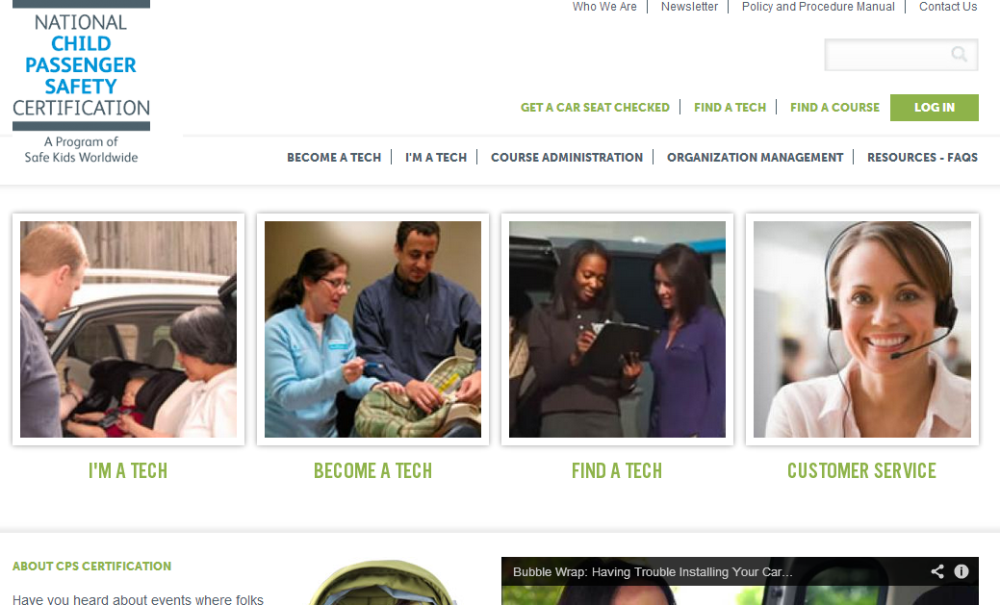 NATIONAL
CHILD
PASSENGER
SAFETY
CERTIFICATION
A Program of
Safe Kids Worldwide
Who We Are
Newsletter
Policy and Procedure Manual
Contact Us
GET A CAR SEAT CHECKED
FIND A TECH
FIND A COURSE
LOG IN
BECOME A TECH
I'M A TECH
COURSE ADMINISTRATION
ORGANIZATION MANAGEMENT
RESOURCES - FAQS
I'M A TECH
BECOME A TECH
FIND A TECH
CUSTOMER SERVICE
ABOUT CPS CERTIFICATION
Have you heard about events where folks
Bubble Wrap: Having Trouble Installing Your Car...